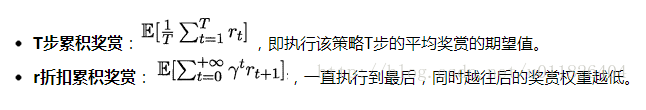 • T步累积奖赏：𝔼[1/T ∑_{t=1}^{T} r_t]，即执行该策略T步的平均奖赏的期望值。
• r折扣累积奖赏：𝔼[∑_{t=0}^{+∞} γ^t r_{t+1}]，一直执行到最后，同时越往后的奖赏权重越低。